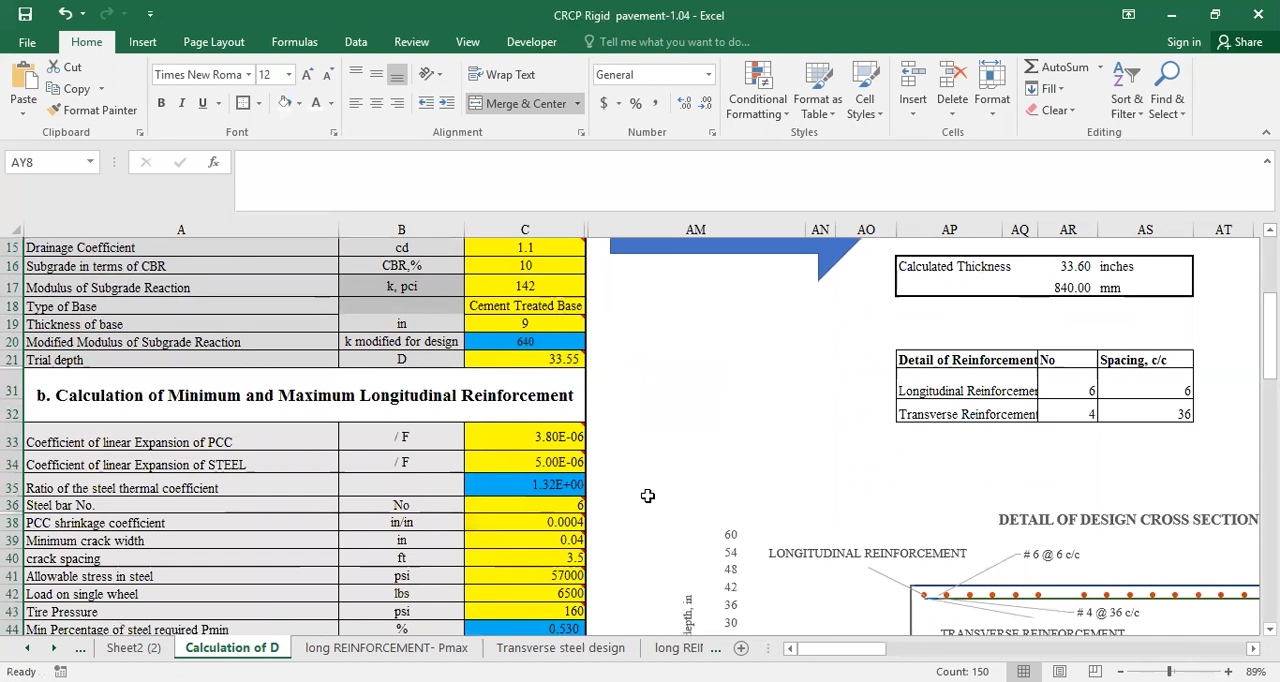 CRCP Rigid pavement-1.04 - Excel
File Home Insert Page Layout Formulas Data Review View Developer Tell me what you want to do... Sign in Share
Cut
Copy
Format Painter
Paste
Clipboard
Times New Roma 12
B I U
Font
Wrap Text
Merge & Center
Alignment
General
$ % ,
Number
Conditional Formatting
Format as Table
Cell Styles
Styles
Insert Delete Format
Cells
AutoSum
Fill
Clear
Sort & Filter
Find & Select
Editing
AY8 fx
A B C AM AN AO AP AQ AR AS AT
15 Drainage Coefficient cd 1.1
16 Subgrade in terms of CBR CBR,% 10
17 Modulus of Subgrade Reaction k, pci 142
18 Type of Base Cement Treated Base
19 Thickness of base in 9
20 Modified Modulus of Subgrade Reaction k modified for design 640
21 Trial depth D 33.55
31 b. Calculation of Minimum and Maximum Longitudinal Reinforcement
32
33 Coefficient of linear Expansion of PCC / F 3.80E-06
34 Coefficient of linear Expansion of STEEL / F 5.00E-06
35 Ratio of the steel thermal coefficient 1.32E+00
36 Steel bar No. No 6
38 PCC shrinkage coefficient in/in 0.0004
39 Minimum crack width in 0.04
40 crack spacing ft 3.5
41 Allowable stress in steel psi 57000
42 Load on single wheel lbs 6500
43 Tire Pressure psi 160
44 Min Percentage of steel required Pmin % 0.530
Calculated Thickness 33.60 inches
840.00 mm
Detail of Reinforcement No Spacing, c/c
Longitudinal Reinforcemen 6 6
Transverse Reinforcement 4 36
DETAIL OF DESIGN CROSS SECTION
60
54
48
42
36
30
depth, in
LONGITUDINAL REINFORCEMENT
# 6 @ 6 c/c
# 4 @ 36 c/c
TRANSVERSE REINFORCEMENT
... Sheet2 (2) Calculation of D long REINFORCEMENT- Pmax Transverse steel design long REII ...
Ready Count: 150 89%